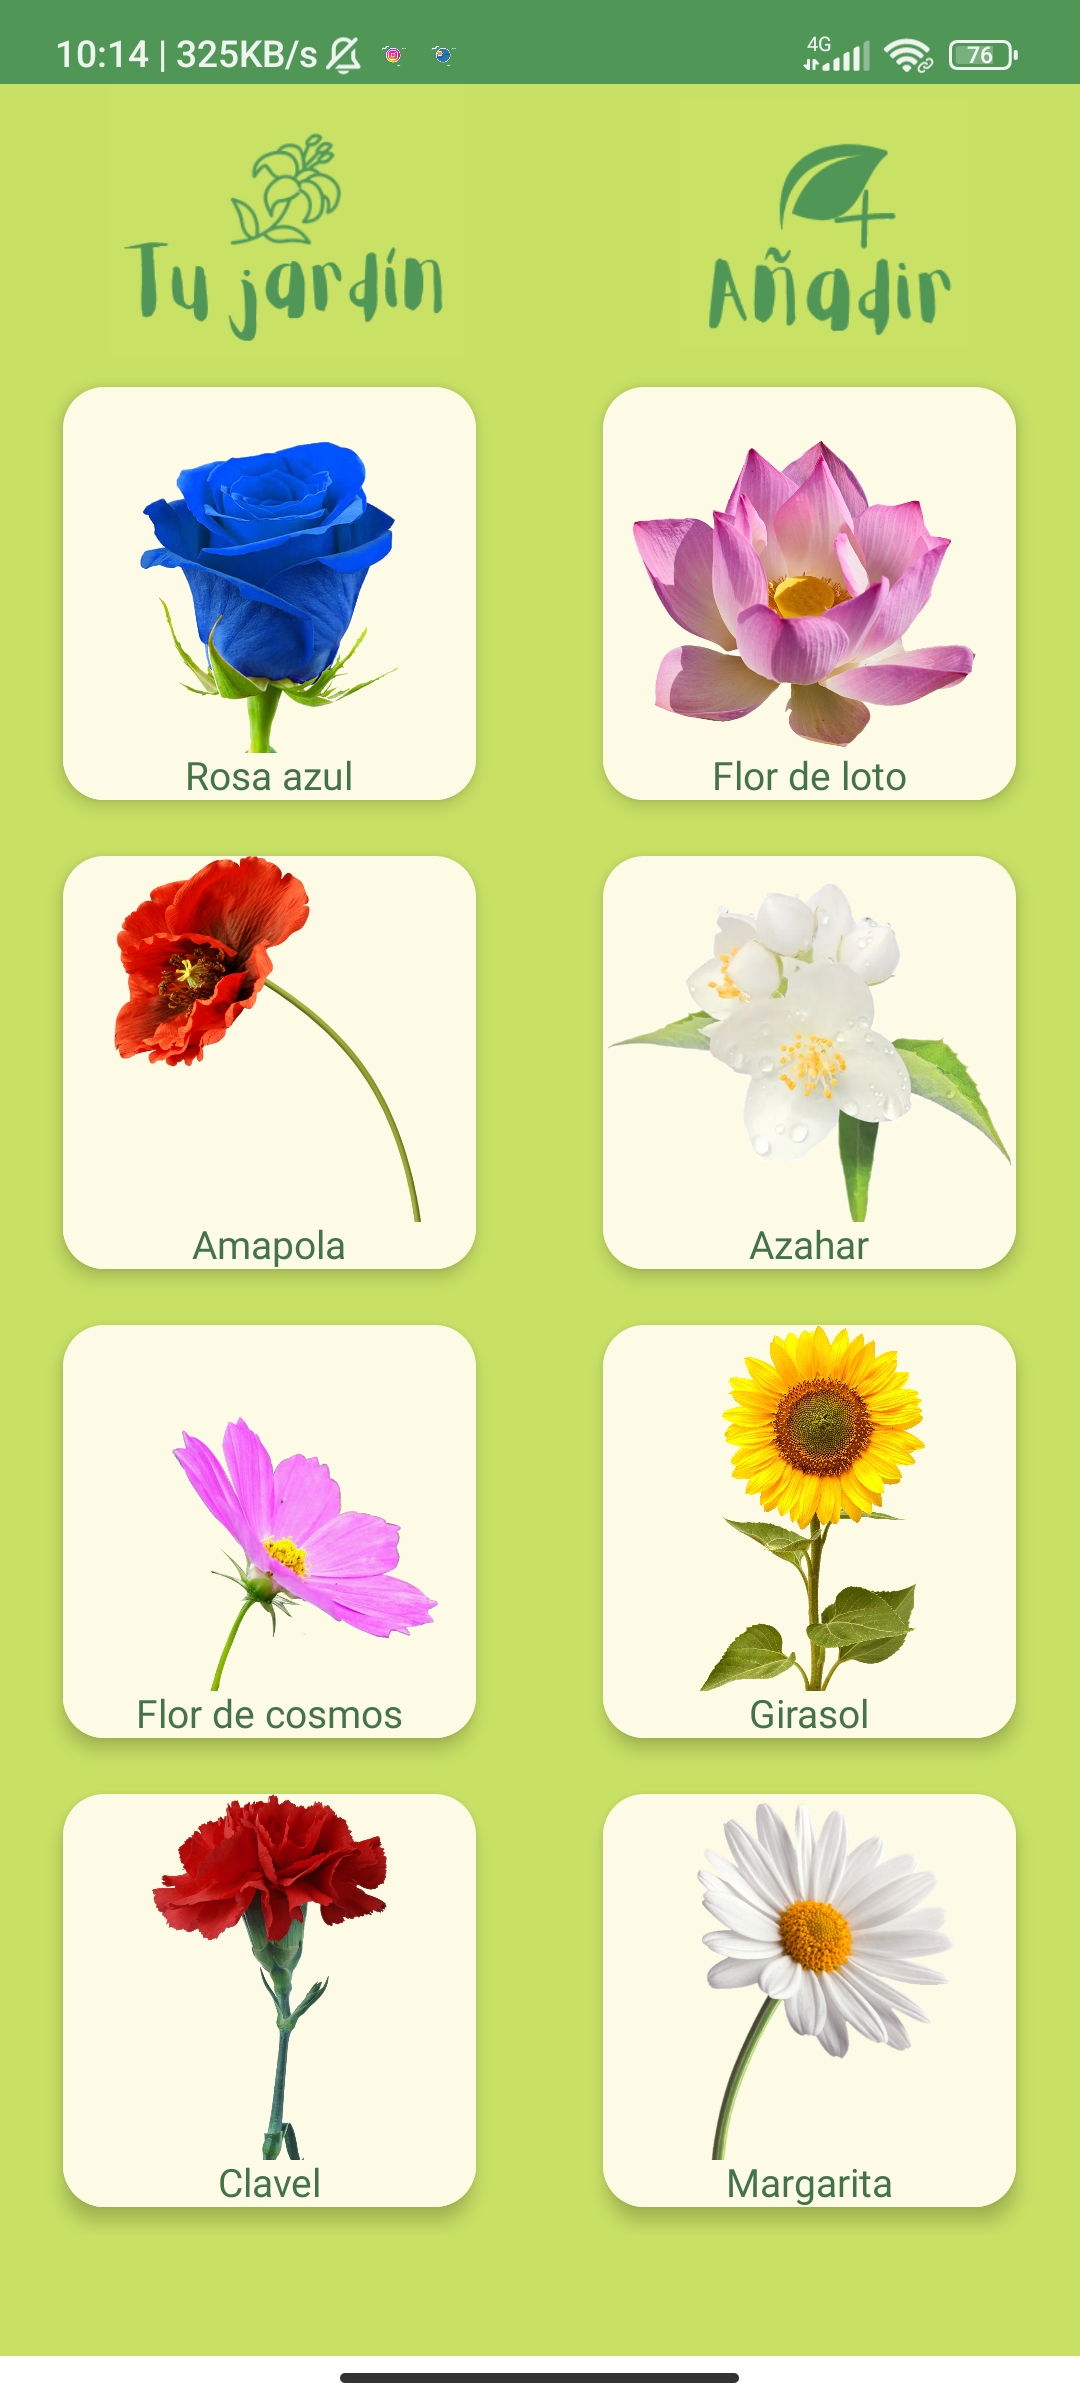 10:14 | 325KB/s 4G 76
Tu jardín
Añadir
Rosa azul
Flor de loto
Amapola
Azahar
Flor de cosmos
Girasol
Clavel
Margarita